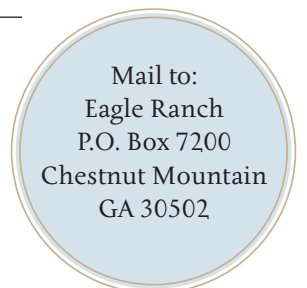 Mail to:
Eagle Ranch
P.O. Box 7200
Chestnut Mountain
GA 30502